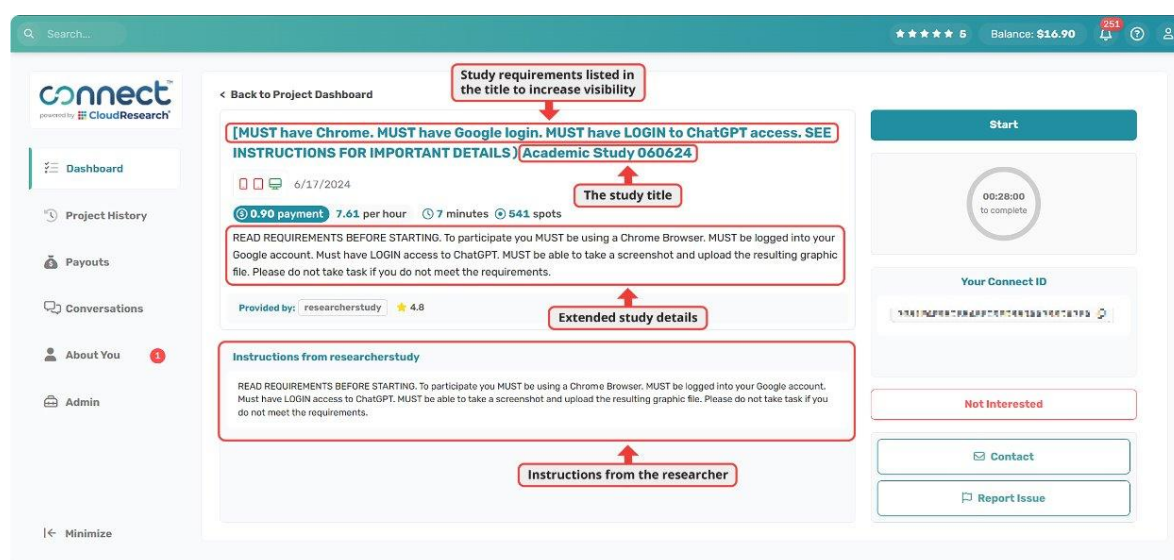 Search...
★★★★★ 5
Balance: $16.90
251
connect™
powered by CloudResearch®
Dashboard
Project History
Payouts
Conversations
About You
1
Admin
Minimize
< Back to Project Dashboard
Study requirements listed in
the title to increase visibility
[MUST have Chrome. MUST have Google login. MUST have LOGIN to ChatGPT access. SEE
INSTRUCTIONS FOR IMPORTANT DETAILS) Academic Study 060624
6/17/2024
The study title
0.90 payment 7.61 per hour 7 minutes 541 spots
READ REQUIREMENTS BEFORE STARTING. To participate you MUST be using a Chrome Browser. MUST be logged into your
Google account. Must have LOGIN access to ChatGPT. MUST be able to take a screenshot and upload the resulting graphic
file. Please do not take task if you do not meet the requirements.
Provided by: researcherstudy 4.8
Extended study details
Instructions from researcherstudy
READ REQUIREMENTS BEFORE STARTING. To participate you MUST be using a Chrome Browser. MUST be logged into your Google account.
Must have LOGIN access to ChatGPT. MUST be able to take a screenshot and upload the resulting graphic file. Please do not take task if you
do not meet the requirements.
Instructions from the researcher
Start
00:28:00
to complete
Your Connect ID
Not Interested
Contact
Report Issue